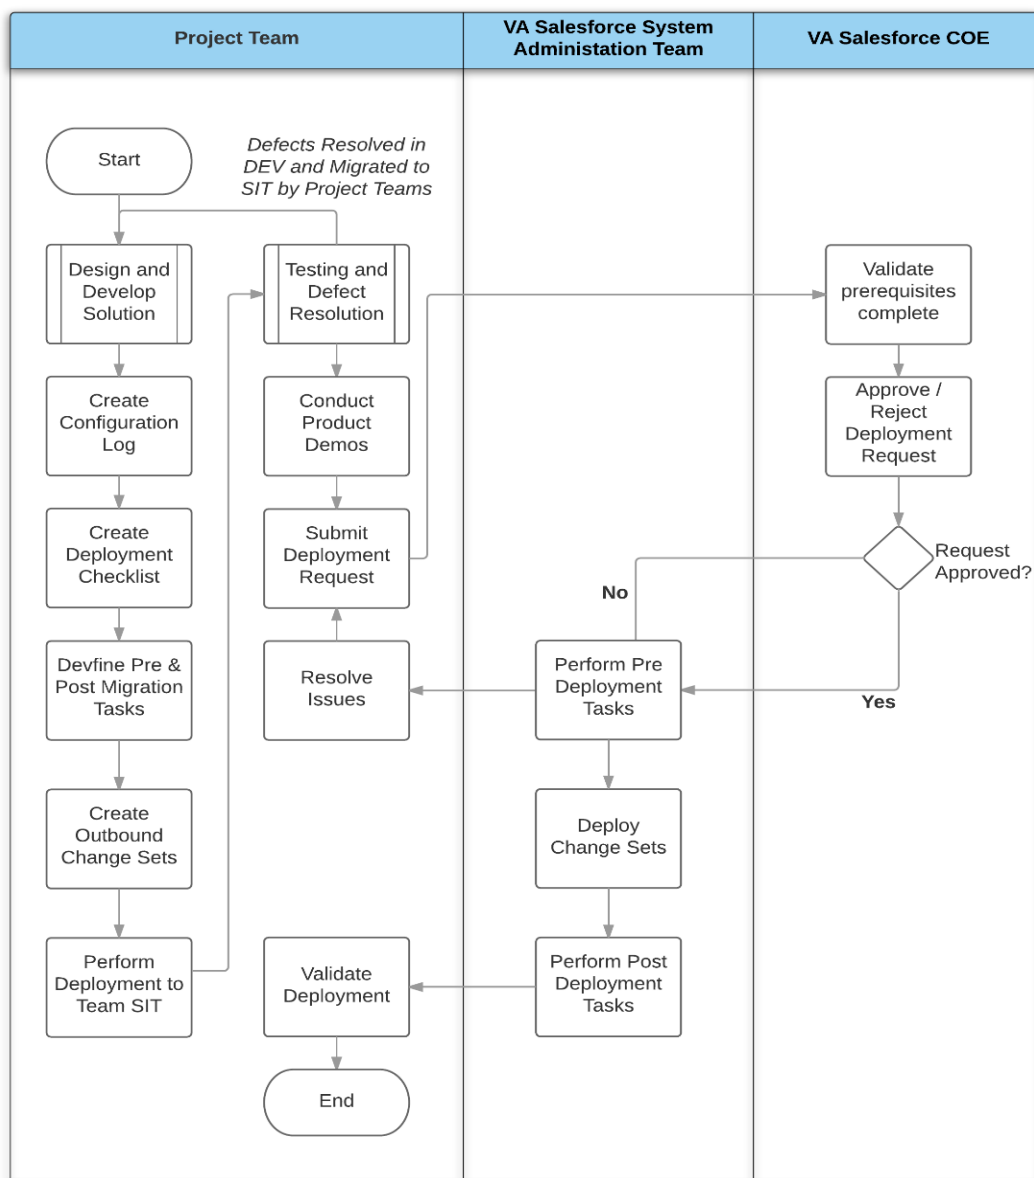 Project Team
VA Salesforce System
Administation Team
VA Salesforce COE
Start
Defects Resolved in
DEV and Migrated to
SIT by Project Teams
Design and
Develop
Solution
Testing and
Defect
Resolution
Validate
prerequisites
complete
Create
Configuration
Log
Conduct
Product
Demos
Approve /
Reject
Deployment
Request
Create
Deployment
Checklist
Submit
Deployment
Request
Request
Approved?
No
Devfine Pre &
Post Migration
Tasks
Resolve
Issues
Perform Pre
Deployment
Tasks
Yes
Create
Outbound
Change Sets
Deploy
Change Sets
Perform
Deployment to
Team SIT
Validate
Deployment
Perform Post
Deployment
Tasks
End